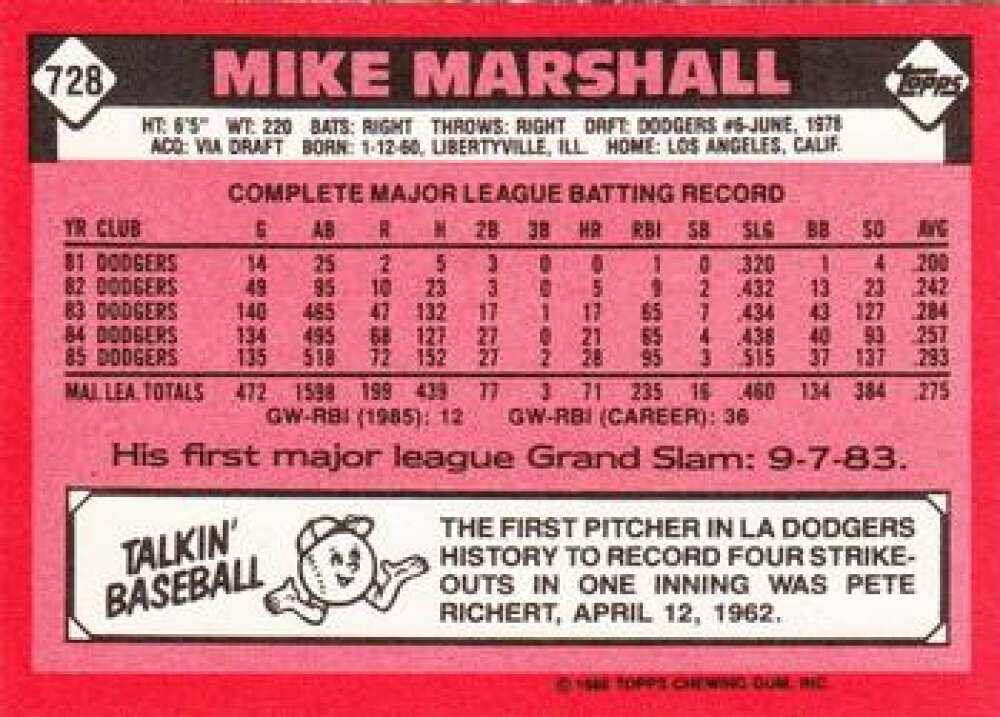 728 MIKE MARSHALL Topps
HT: 6'5" WT: 220 BATS: RIGHT THROWS: RIGHT DRFT: DODGERS #6-JUNE, 1978
ACQ: VIA DRAFT BORN: 1-12-60, LIBERTYVILLE, ILL. HOME: LOS ANGELES, CALIF.
COMPLETE MAJOR LEAGUE BATTING RECORD
YR CLUB G AB R H 2B 3B HR RBI SB SLG BB SO AVG
81 DODGERS 14 25 2 5 3 0 0 1 0 .320 1 4 .200
82 DODGERS 49 95 10 23 3 0 5 9 2 .432 13 23 .242
83 DODGERS 140 465 47 132 17 1 17 65 7 .434 43 127 .284
84 DODGERS 134 495 68 127 27 0 21 65 4 .438 40 93 .257
85 DODGERS 135 518 72 152 27 2 28 95 3 .515 37 137 .293
MAJ. LEA. TOTALS 472 1598 199 439 77 3 71 235 16 .460 134 384 .275
GW-RBI (1985): 12 GW-RBI (CAREER): 36
His first major league Grand Slam: 9-7-83.
TALKIN'
BASEBALL
THE FIRST PITCHER IN LA DODGERS
HISTORY TO RECORD FOUR STRIKE-
OUTS IN ONE INNING WAS PETE
RICHERT, APRIL 12, 1962.
© 1986 TOPPS CHEWING GUM, INC.